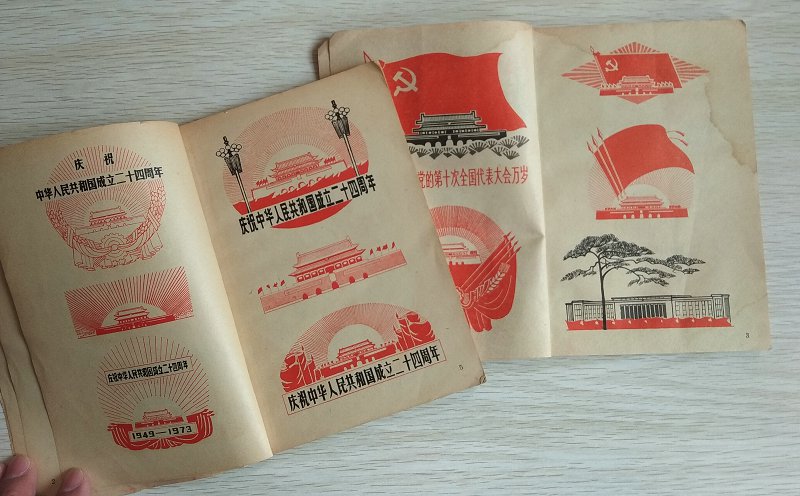 庆祝
中华人民共和国成立二十四周年
庆祝中华人民共和国成立二十四周年
1949—1973
庆祝中华人民共和国成立二十四周年
庆祝中华人民共和国成立二十四周年
5
党的第十次全国代表大会万岁
3